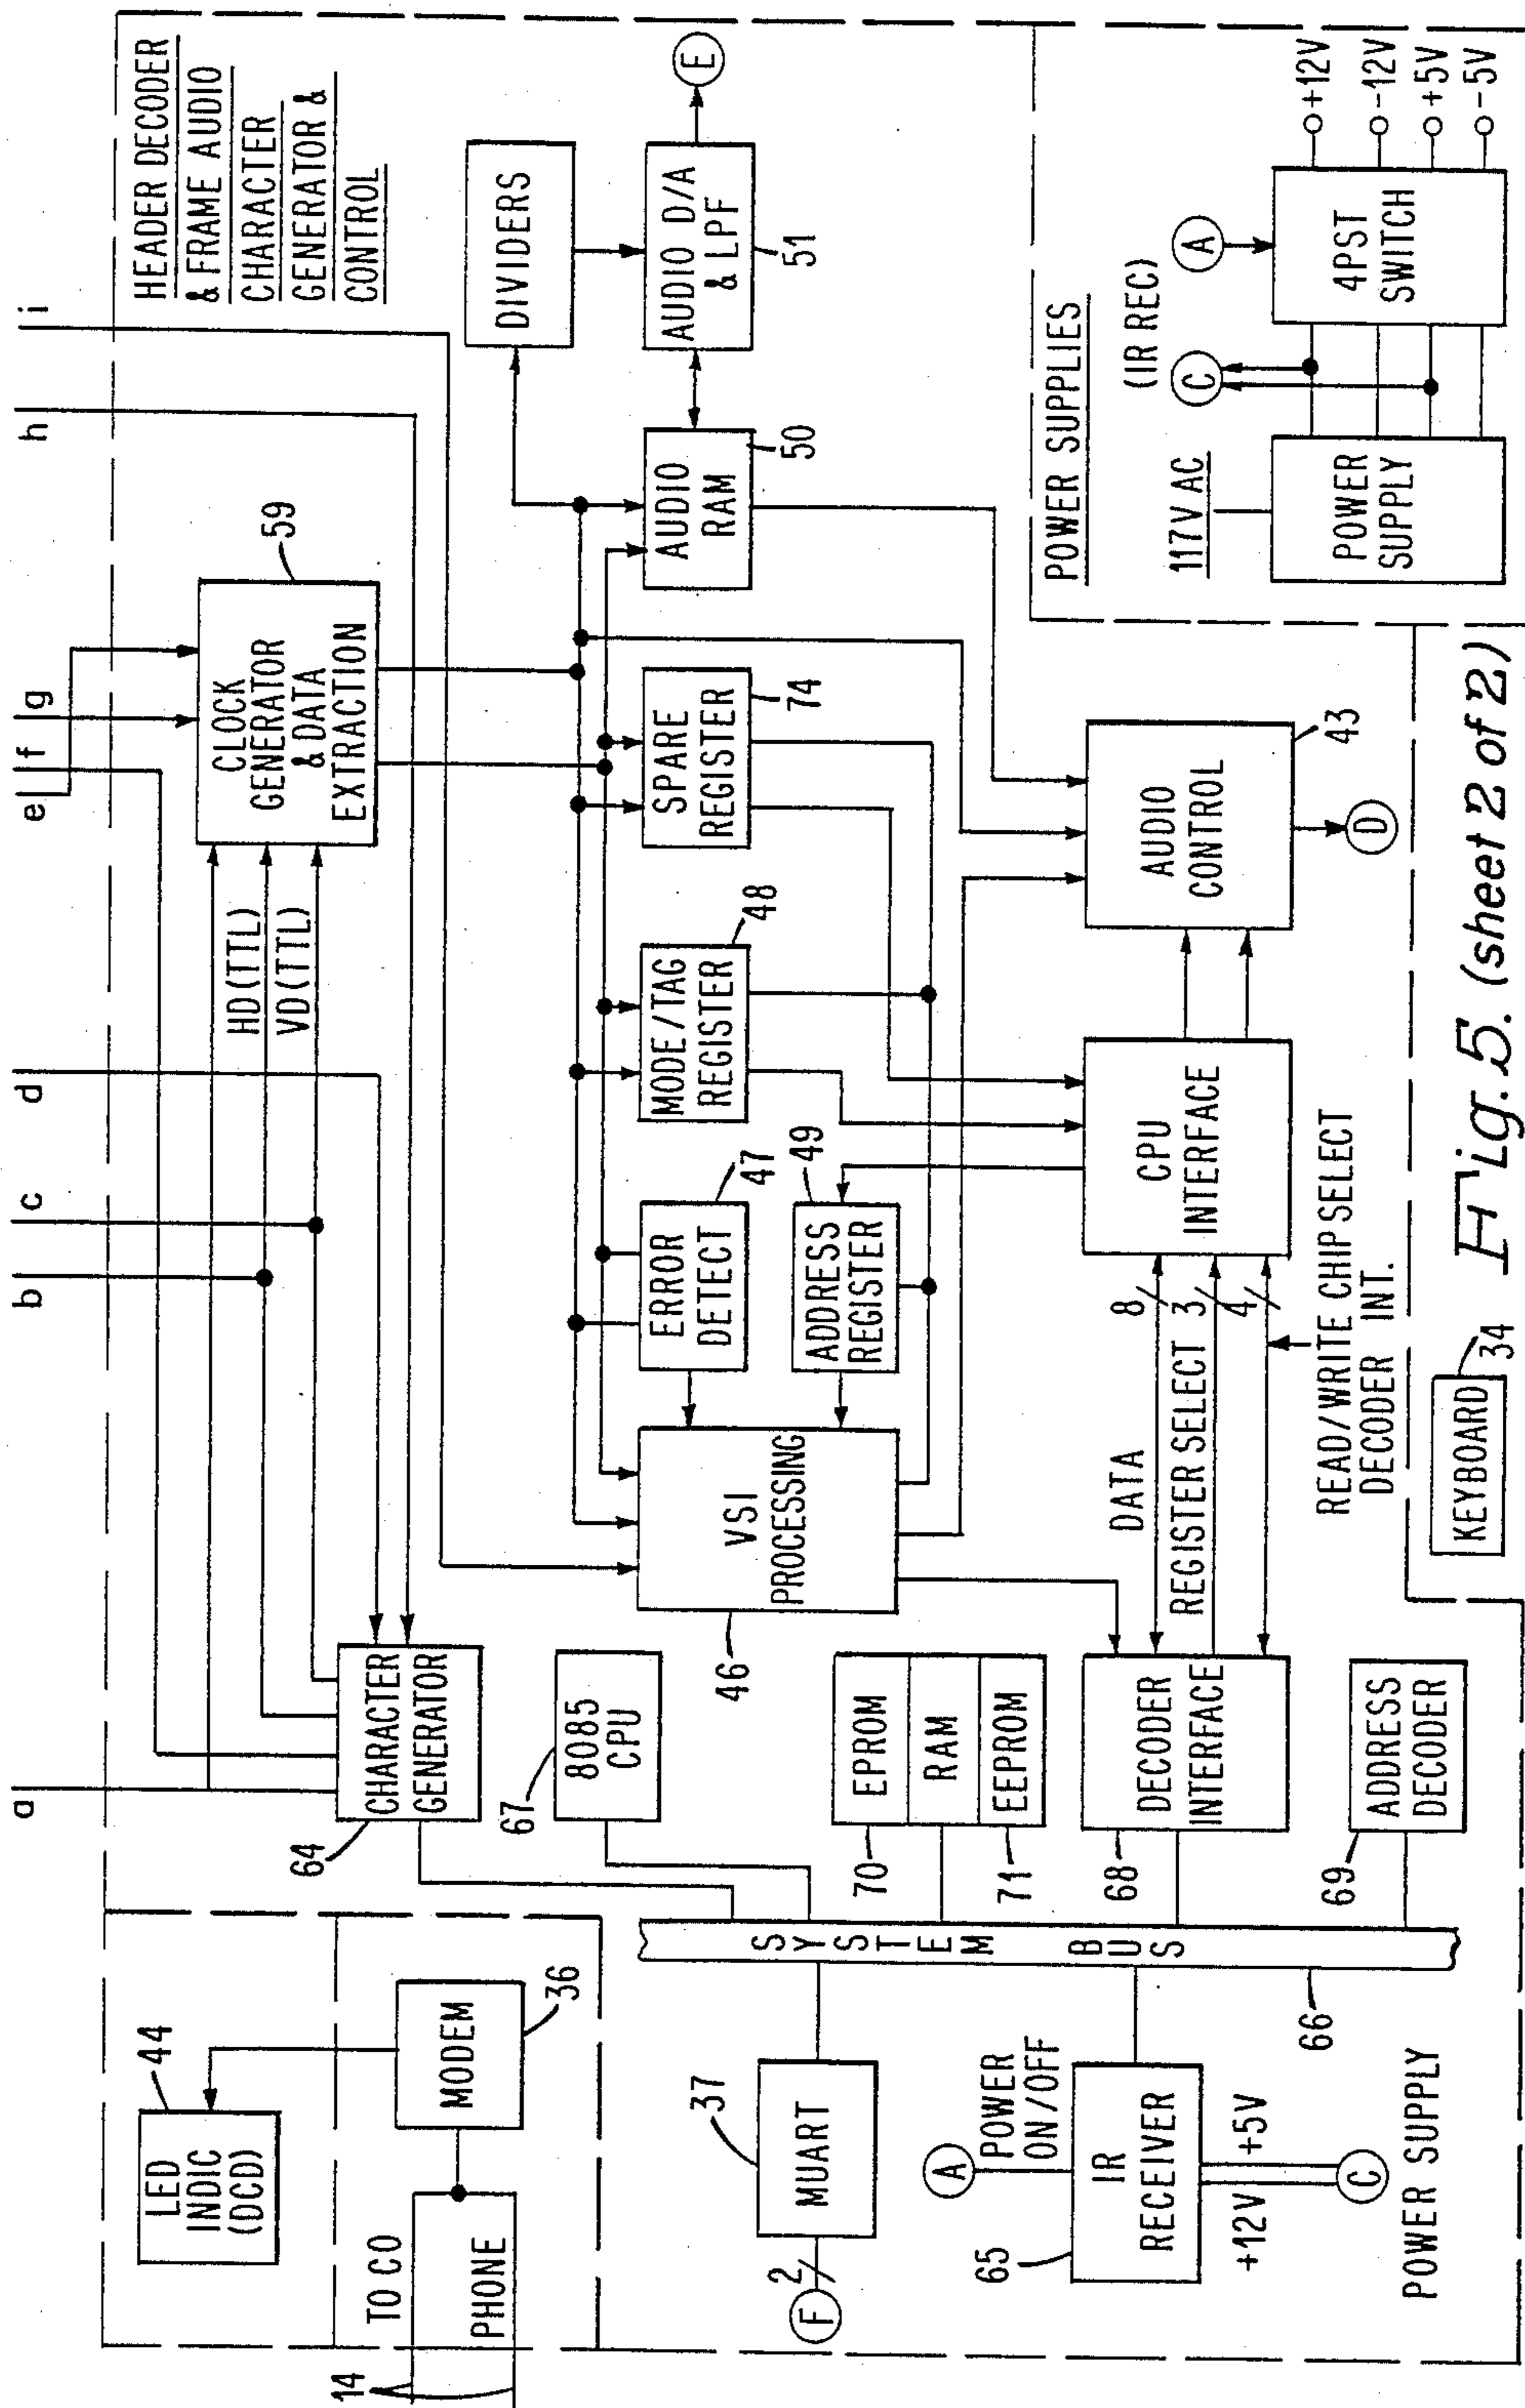 a
b
c
d
e
f
g
h
i
HEADER DECODER
& FRAME AUDIO
CHARACTER
GENERATOR &
CONTROL
44
LED
INDIC
(DCD)
TO CO
PHONE
14
MODEM
36
64
CHARACTER
GENERATOR
HD(TTL)
VD(TTL)
CLOCK
GENERATOR
& DATA
EXTRACTION
59
67
8085
CPU
DIVIDERS
AUDIO D/A
& LPF
51
E
AUDIO
RAM
50
SPARE
REGISTER
74
MODE/TAG
REGISTER
48
ERROR
DETECT
47
ADDRESS
REGISTER
49
VSI
PROCESSING
46
EPROM
RAM
EEPROM
70
71
SYSTEM BUS
66
MUART
37
2
F
A
POWER
ON/OFF
IR
RECEIVER
65
+12V
+5V
C
POWER SUPPLY
DECODER
INTERFACE
68
ADDRESS
DECODER
69
DATA
8
REGISTER SELECT
3
4
READ/WRITE CHIP SELECT
DECODER INT.
CPU
INTERFACE
AUDIO
CONTROL
43
D
KEYBOARD
34
POWER SUPPLIES
117V AC
POWER
SUPPLY
(IR REC)
C
A
4PST
SWITCH
+12V
-12V
+5V
-5V
Fig. 5. (sheet 2 of 2)